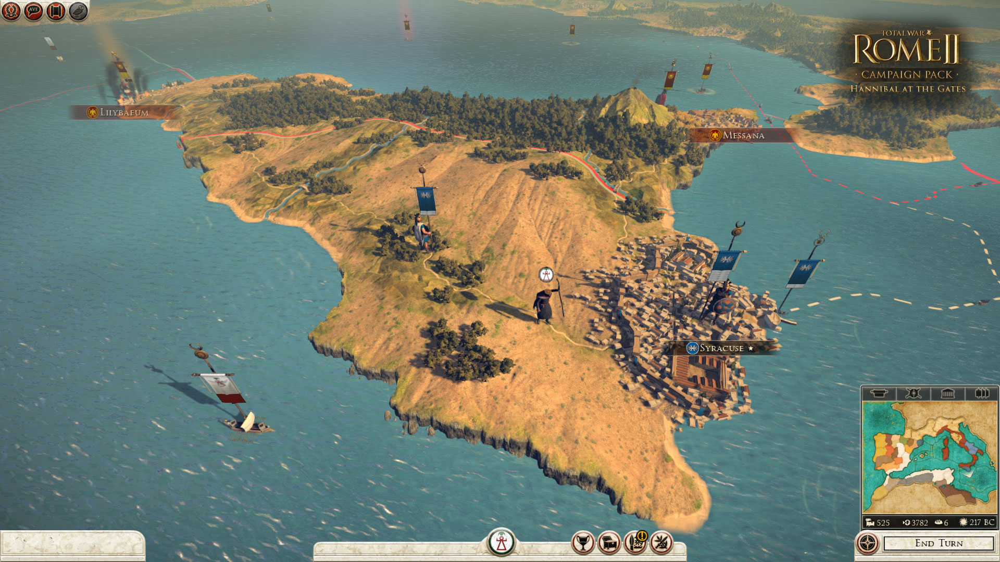 AVE
TOTAL WAR
ROME II
· CAMPAIGN PACK ·
HANNIBAL AT THE GATES
LILYBAEUM
MESSANA
SYRACUSE ★
525 3782 6 217 BC
END TURN